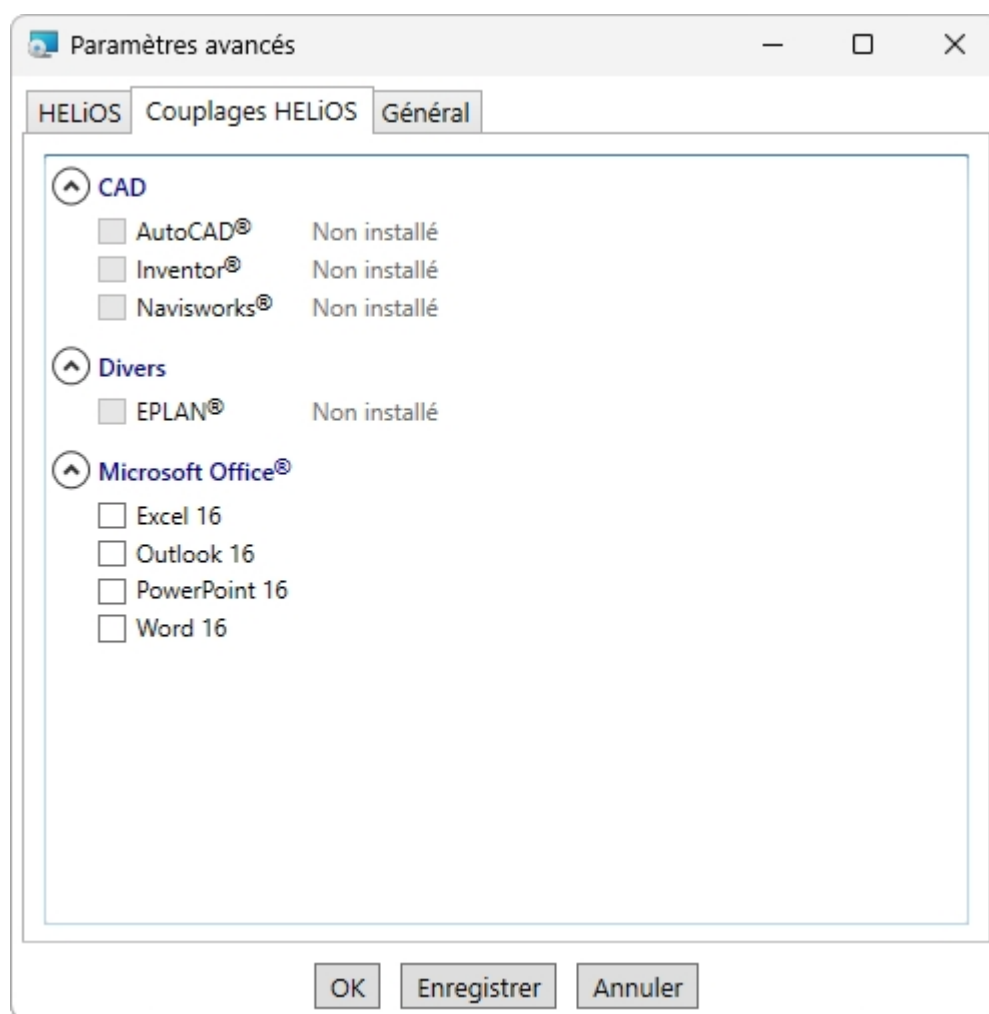 Paramètres avancés
HELiOS Couplages HELiOS Général
CAD
AutoCAD® Non installé
Inventor® Non installé
Navisworks® Non installé
Divers
EPLAN® Non installé
Microsoft Office®
Excel 16
Outlook 16
PowerPoint 16
Word 16
OK Enregistrer Annuler